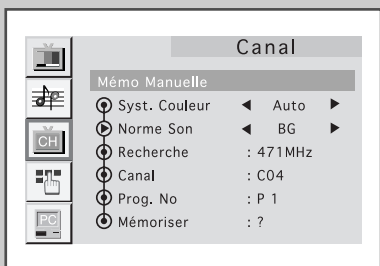 Canal
Mémo Manuelle
Syst. Couleur ◀ Auto ▶
Norme Son ◀ BG ▶
CH
Recherche : 471MHz
Canal : C04
Prog. No : P 1
PC
Mémoriser : ?